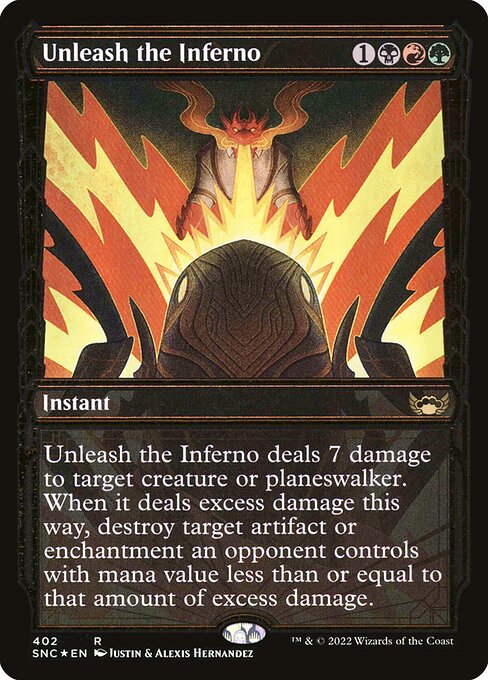 Unleash the Inferno 1
Instant
Unleash the Inferno deals 7 damage
to target creature or planeswalker.
When it deals excess damage this
way, destroy target artifact or
enchantment an opponent controls
with mana value less than or equal to
that amount of excess damage.
402 R
SNC★EN Justin & Alexis Hernandez
™ & © 2022 Wizards of the Coast